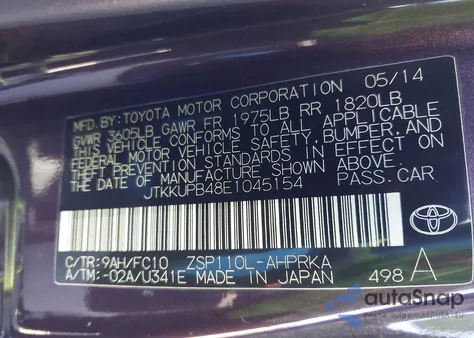 MFD. BY: TOYOTA MOTOR CORPORATION 05/14
GVWR 3605LB GAWR FR 1975LB RR 1820LB
THIS VEHICLE CONFORMS TO ALL APPLICABLE
FEDERAL MOTOR VEHICLE SAFETY, BUMPER, AND
THEFT PREVENTION STANDARDS IN EFFECT ON
THE DATE OF MANUFACTURE SHOWN ABOVE.
JTKKUPB48E1045154 PASS.CAR
C/TR: 9AH/FC10 ZSP110L-AHPRKA
A/TM: -02A/U341E MADE IN JAPAN 498 A
TOYOTA
autoSnap